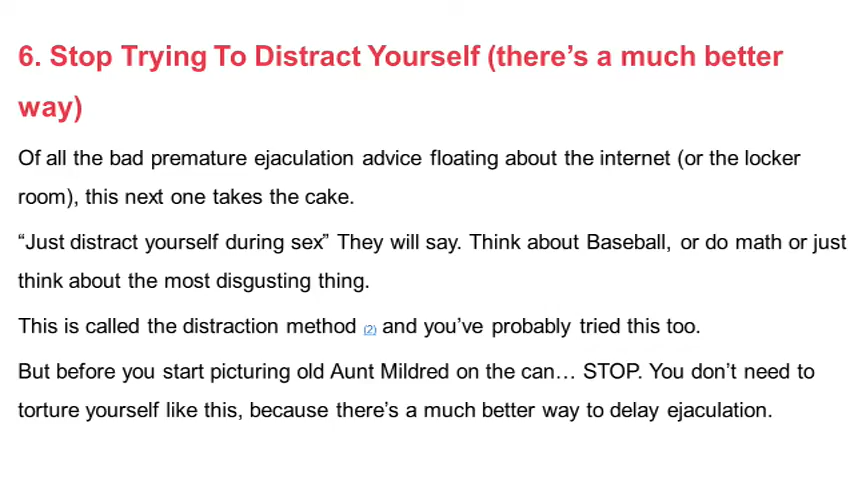 6. Stop Trying To Distract Yourself (there’s a much better
way)
Of all the bad premature ejaculation advice floating about the internet (or the locker
room), this next one takes the cake.
“Just distract yourself during sex” They will say. Think about Baseball, or do math or just
think about the most disgusting thing.
This is called the distraction method (2) and you’ve probably tried this too.
But before you start picturing old Aunt Mildred on the can… STOP. You don’t need to
torture yourself like this, because there’s a much better way to delay ejaculation.